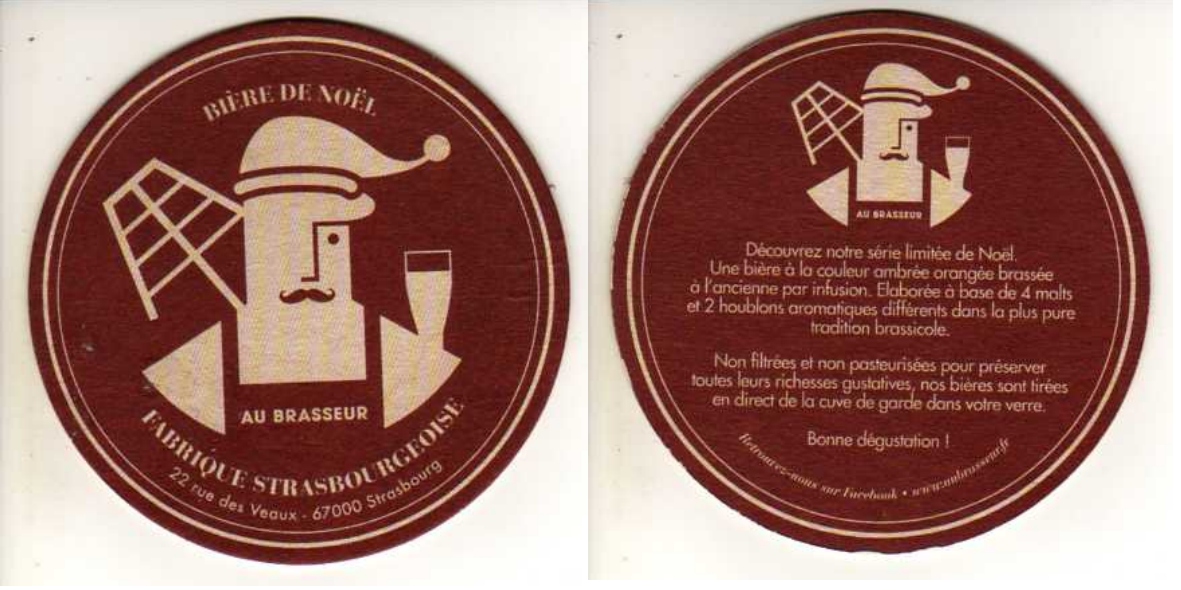 BIÈRE DE NOËL
AU BRASSEUR
FABRIQUE STRASBOURGEOISE
22 rue des Veaux - 67000 Strasbourg
AU BRASSEUR
Découvrez notre série limitée de Noël.
Une bière à la couleur ambrée orangée brassée
à l'ancienne par infusion. Elaborée à base de 4 malts
et 2 houblons aromatiques différents dans la plus pure
tradition brassicole.
Non filtrées et non pasteurisées pour préserver
toutes leurs richesses gustatives, nos bières sont tirées
en direct de la cuve de garde dans votre verre.
Bonne dégustation !
Retrouvez-nous sur Facebook • www.aubrasseur.fr